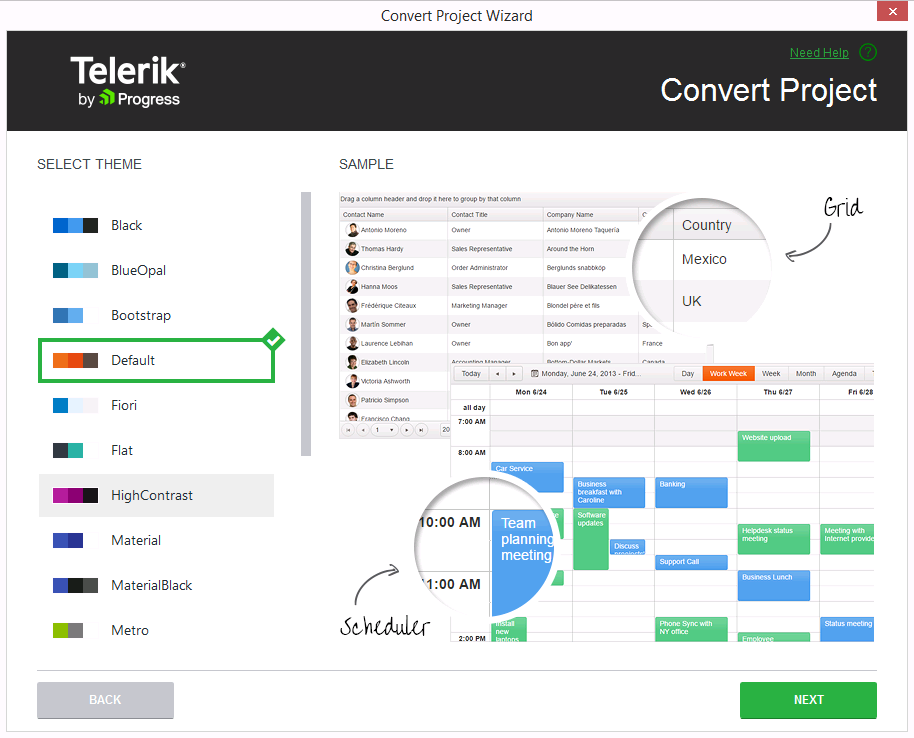 Convert Project Wizard
Need Help ?
Telerik
by Progress
Convert Project
SELECT THEME
Black
BlueOpal
Bootstrap
Default
Fiori
Flat
HighContrast
Material
MaterialBlack
Metro
SAMPLE
Drag a column header and drop it here to group by that column
Contact Name Contact Title Company Name
Antonio Moreno Owner Antonio Moreno Taquería
Thomas Hardy Sales Representative Around the Horn
Christina Berglund Order Administrator Berglunds snabbköp
Hanna Moos Sales Representative Blauer See Delikatessen
Frédérique Citeaux Marketing Manager Blondel père et fils
Martín Sommer Owner Bólido Comidas preparadas
Laurence Lebihan Owner Bon app' France
Elizabeth Lincoln Accounting Manager Bottom-Dollar Markets Canada
Victoria Ashworth
Patricio Simpson
Francisco Chang
1 20
Country
Mexico
UK
Grid
Today Monday, June 24, 2013 - Frid... Day Work Week Week Month Agenda
Mon 6/24 Tue 6/25 Wed 6/26 Thu 6/27 Fri 6/28
all day
7:00 AM
Website upload
8:00 AM
Car Service
Business
breakfast with
Caroline
Banking
10:00 AM
Team
planning
meeting
Software
updates
Helpdesk status
meeting
Meeting with
Internet provide
Discuss
projects
Support Call
11:00 AM
Business Lunch
Scheduler
Install
new
laptops
Phone Sync with
NY office
Status meeting
2:00 PM
Employee
BACK
NEXT